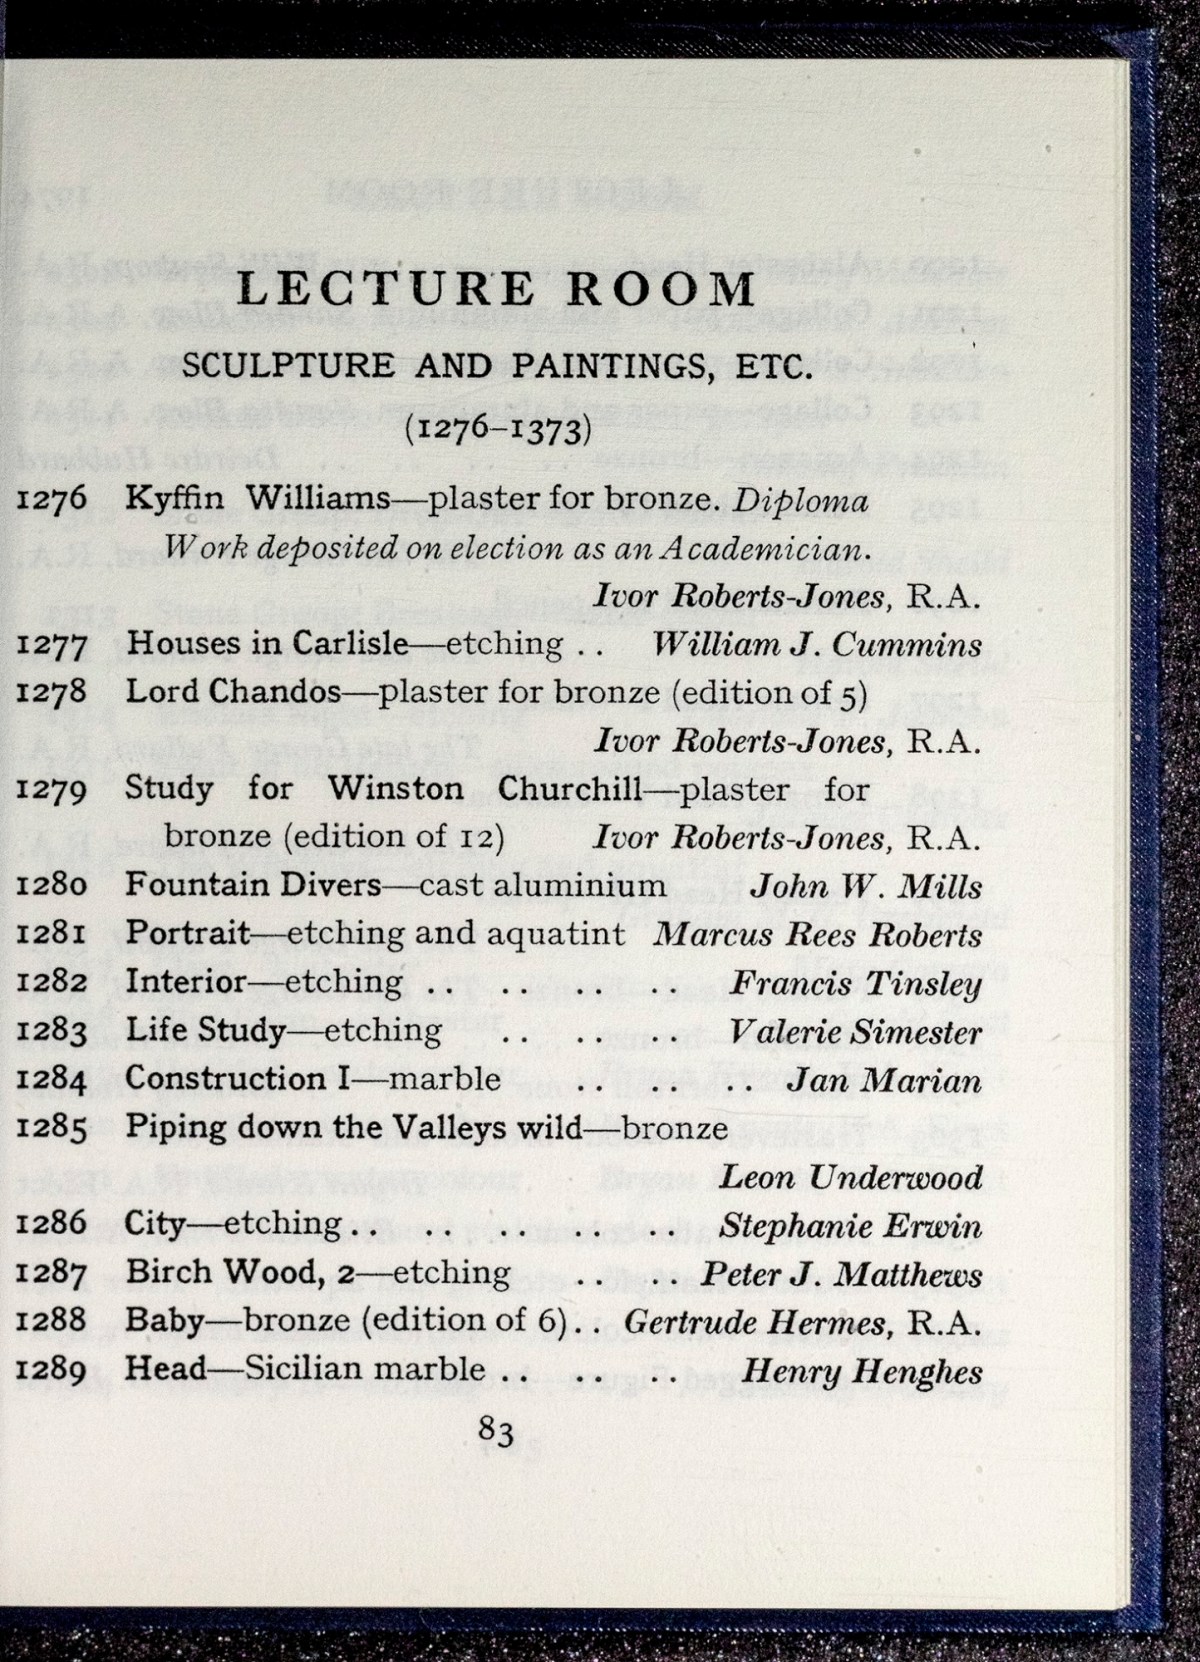 LECTURE ROOM
SCULPTURE AND PAINTINGS, ETC.
(1276–1373)
1276 Kyffin Williams—plaster for bronze. Diploma
Work deposited on election as an Academician.
Ivor Roberts-Jones, R.A.
1277 Houses in Carlisle—etching . . William J. Cummins
1278 Lord Chandos—plaster for bronze (edition of 5)
Ivor Roberts-Jones, R.A.
1279 Study for Winston Churchill—plaster for
bronze (edition of 12) Ivor Roberts-Jones, R.A.
1280 Fountain Divers—cast aluminium John W. Mills
1281 Portrait—etching and aquatint Marcus Rees Roberts
1282 Interior—etching . . . . . . . . Francis Tinsley
1283 Life Study—etching . . . . . . Valerie Simester
1284 Construction I—marble . . . . . . Jan Marian
1285 Piping down the Valleys wild—bronze
Leon Underwood
1286 City—etching . . . . . . . . . . Stephanie Erwin
1287 Birch Wood, 2—etching . . . . Peter J. Matthews
1288 Baby—bronze (edition of 6) . . Gertrude Hermes, R.A.
1289 Head—Sicilian marble . . . . . . Henry Henghes
83